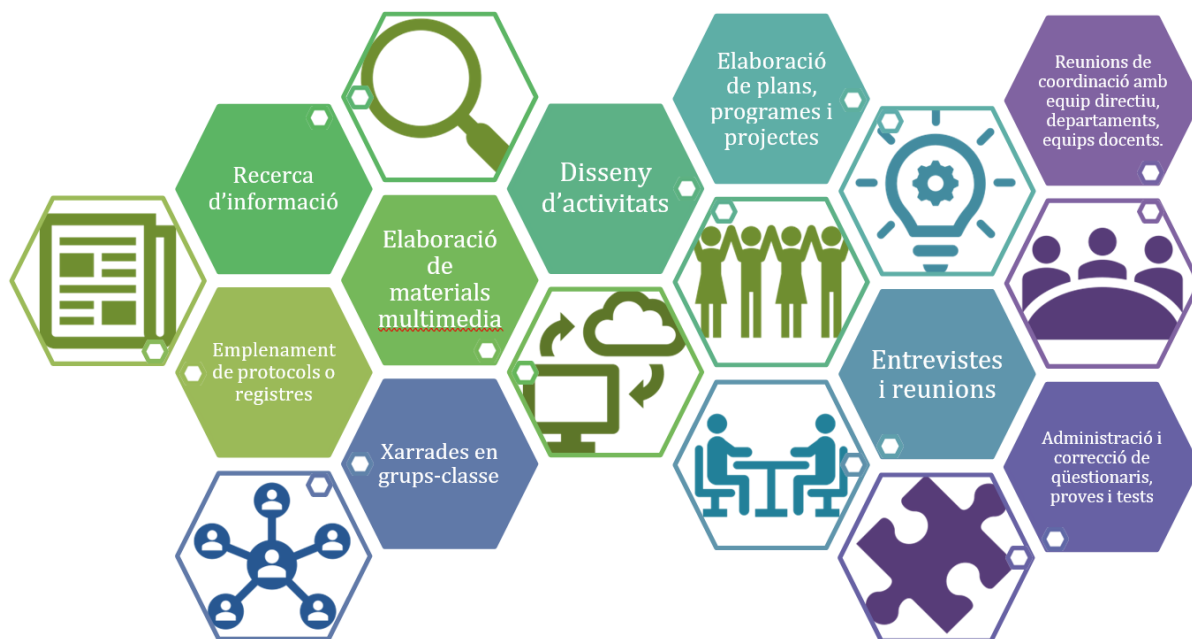 Recerca
d'informació
Emplenament
de protocols o
registres
Elaboració
de
materials
multimedia
Xarrades en
grups-classe
Disseny
d'activitats
Elaboració
de plans,
programes i
projectes
Entrevistes
i reunions
Reunions de
coordinació amb
equip directiu,
departaments,
equips docents.
Administració i
correcció de
qüestionaris,
proves i tests